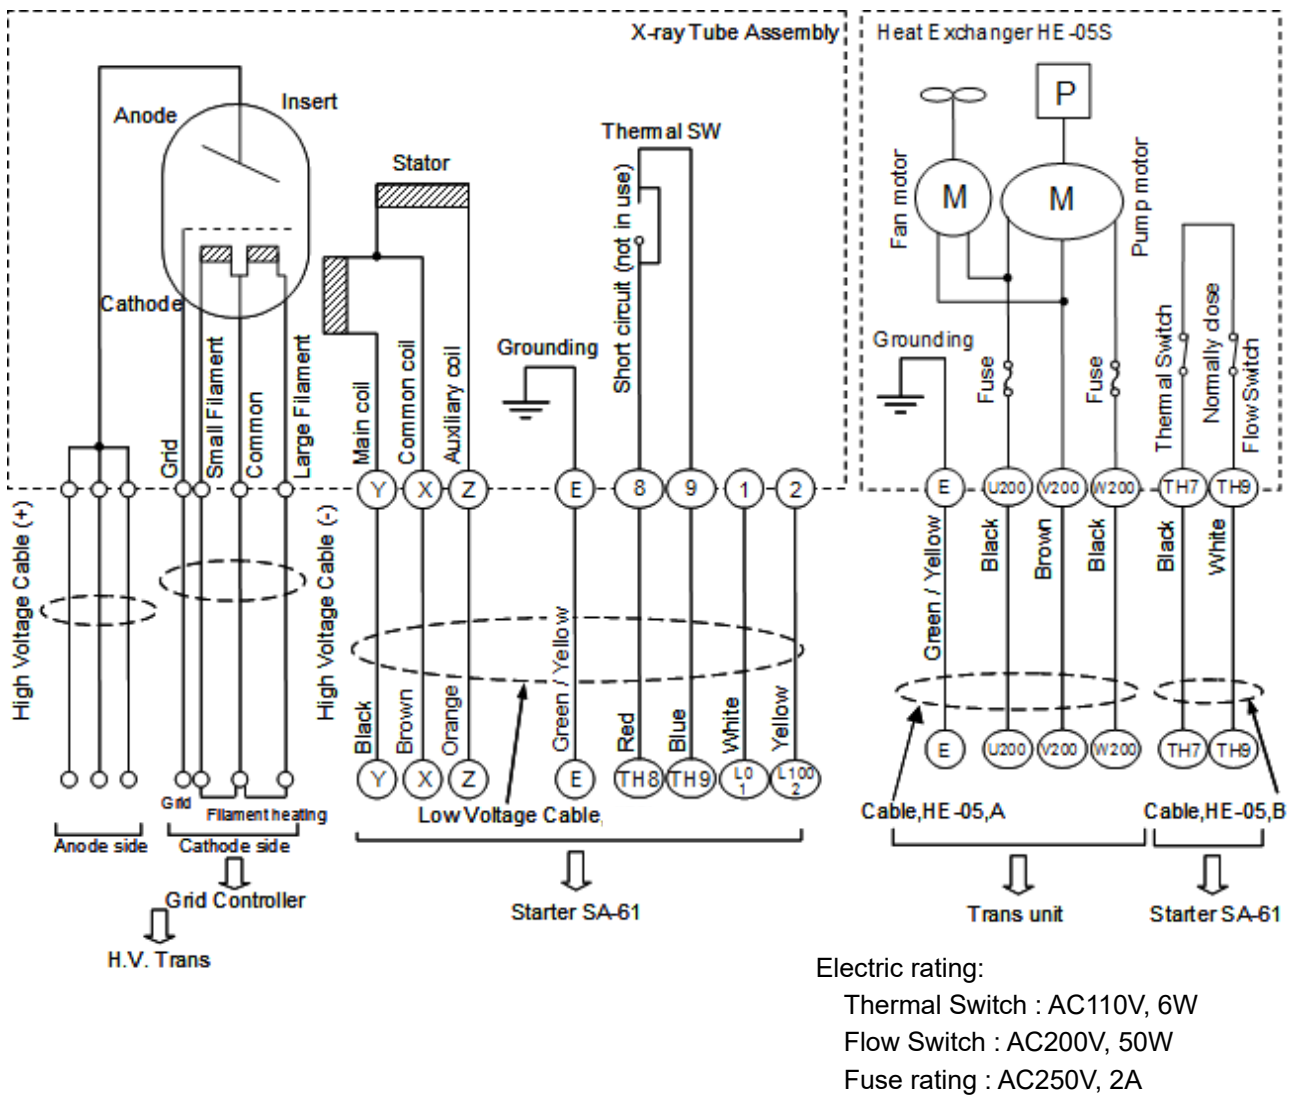 X-ray Tube Assembly
Heat Exchanger HE-05S
Anode
Insert
Cathode
Stator
Thermal SW
Short circuit (not in use)
Grounding
Grid
Small Filament
Common
Large Filament
Main coil
Common coil
Auxiliary coil
P
M
M
Fan motor
Pump motor
Grounding
Fuse
Fuse
Thermal Switch
Normally close
Flow Switch
Y
X
Z
E
8
9
1
2
E
U200
V200
W200
TH7
TH9
High Voltage Cable (+)
High Voltage Cable (-)
Black
Brown
Orange
Green / Yellow
Red
Blue
White
Yellow
Green / Yellow
Black
Brown
Black
Black
White
Y
X
Z
E
TH8
TH9
L0
1
L100
2
E
U200
V200
W200
TH7
TH9
Grid
Filament heating
Low Voltage Cable,
Cable,HE-05,A
Cable,HE-05,B
Anode side
Cathode side
Grid Controller
H.V. Trans
Starter SA-61
Trans unit
Starter SA-61
Electric rating:
Thermal Switch : AC110V, 6W
Flow Switch : AC200V, 50W
Fuse rating : AC250V, 2A